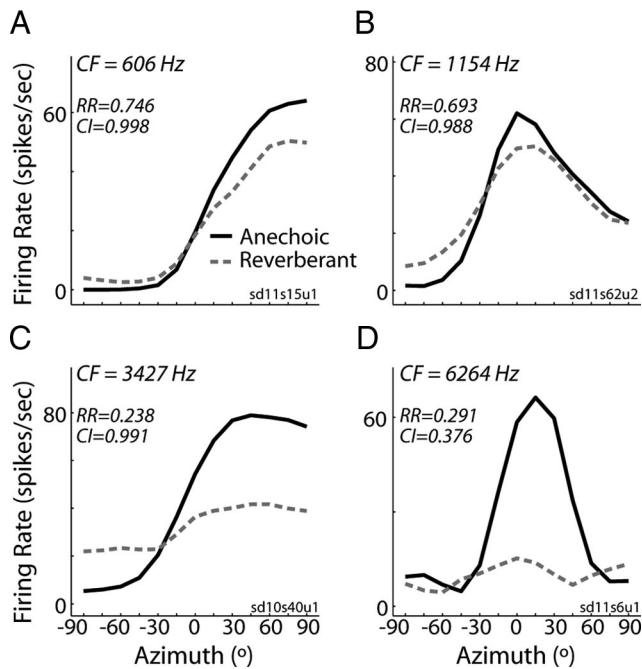 A
B
CF = 606 Hz
RR=0.746
CI=0.998
60
0
Firing Rate (spikes/sec)
Anechoic
Reverberant
sd11s15u1
80
CF = 1154 Hz
RR=0.693
CI=0.988
0
sd11s62u2
C
D
CF = 3427 Hz
RR=0.238
CI=0.991
80
0
Firing Rate (spikes/sec)
sd10s40u1
-90 -60 -30 0 30 60 90
Azimuth (º)
CF = 6264 Hz
RR=0.291
CI=0.376
60
0
sd11s6u1
-90 -60 -30 0 30 60 90
Azimuth (º)